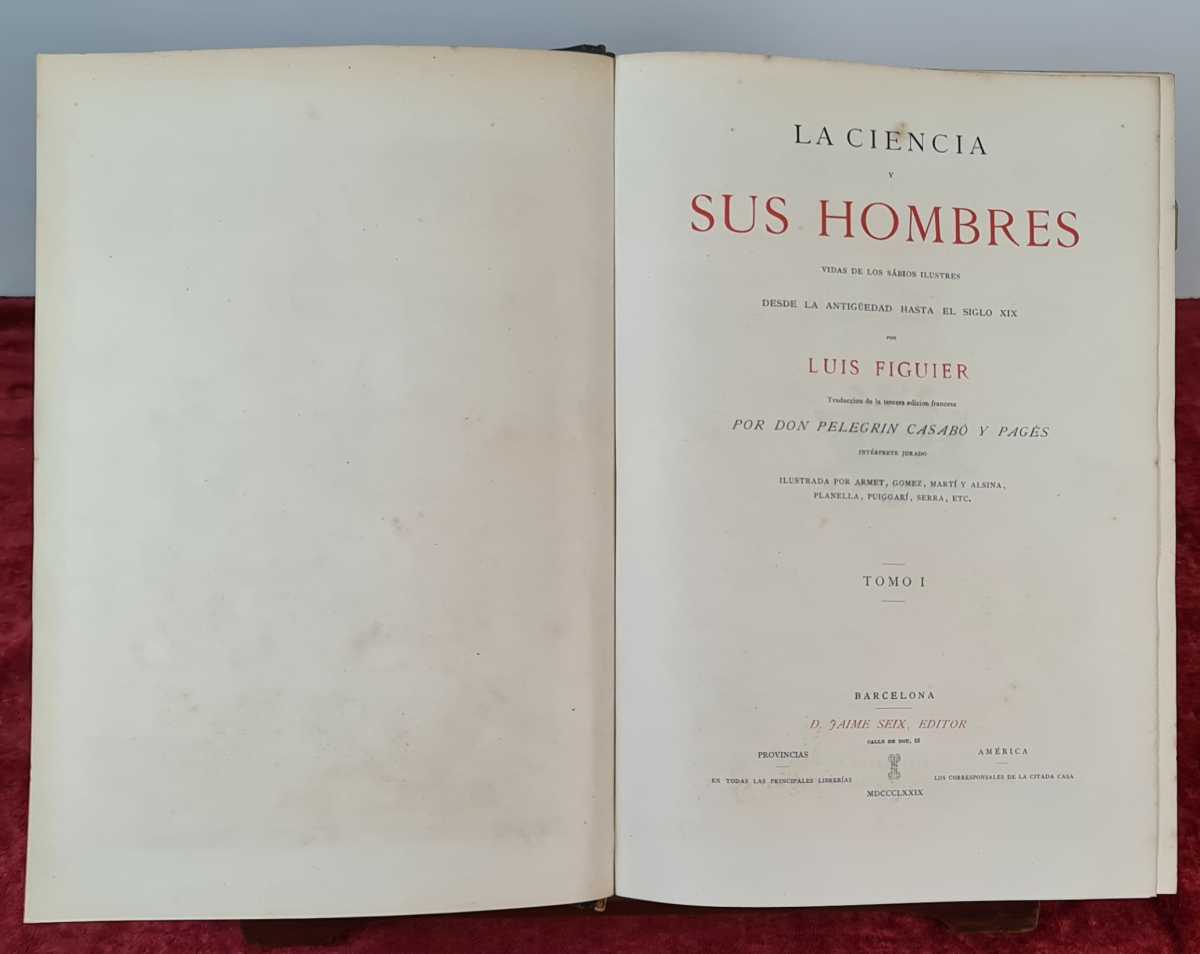 LA CIENCIA
Y
SUS HOMBRES
VIDAS DE LOS SÁBIOS ILUSTRES
DESDE LA ANTIGÜEDAD HASTA EL SIGLO XIX
POR
LUIS FIGUIER
Traduccion de la tercera edicion francesa
POR DON PELEGRIN CASABÓ Y PAGÉS
INTÉRPRETE JURADO
ILUSTRADA POR ARMET, GOMEZ, MARTÍ Y ALSINA,
PLANELLA, PUIGGARÍ, SERRA, ETC.
TOMO I
BARCELONA
D. JAIME SEIX, EDITOR
CALLE DE DOU,
PROVINCIAS
EN TODAS LAS PRINCIPALES LIBRERÍAS
AMÉRICA
LOS CORRESPONSALES DE LA CITADA CASA
MDCCCLXXIX